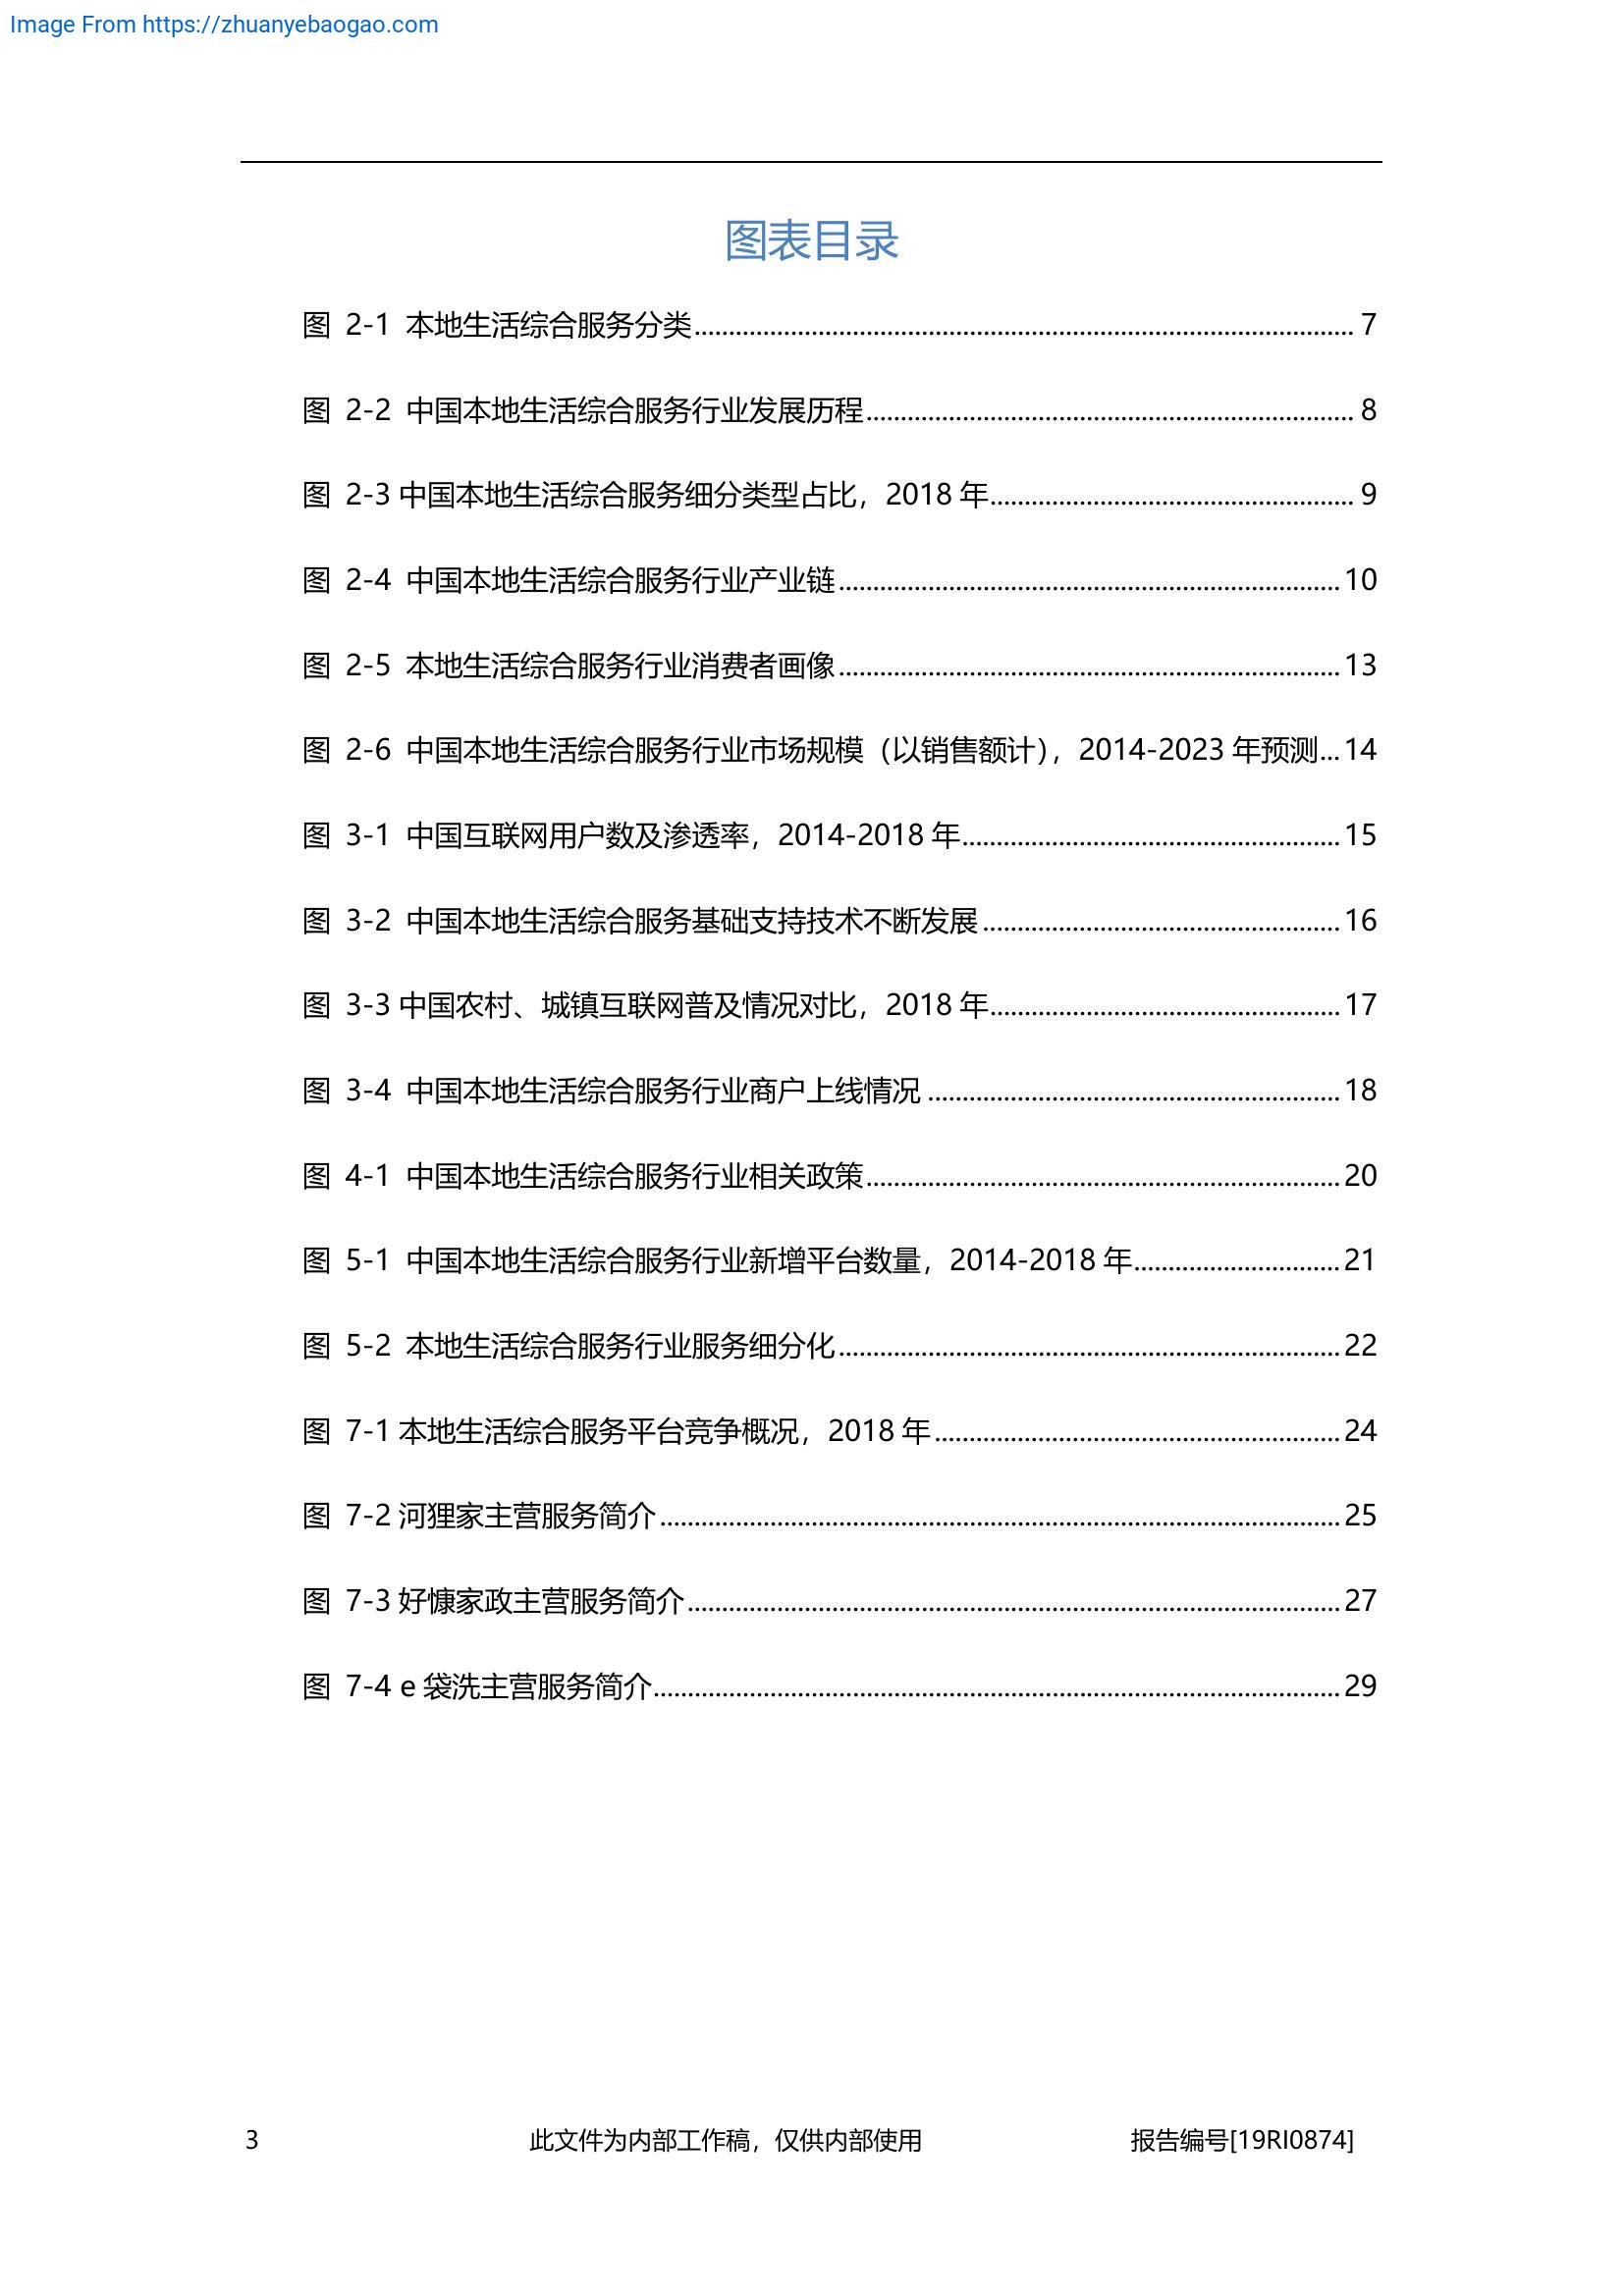 Image From https://zhuanyebaogao.com
图表目录
图 2-1 本地生活综合服务分类........................ 7
图 2-2 中国本地生活综合服务行业发展历程........................ 8
图 2-3 中国本地生活综合服务细分类型占比，2018 年........................ 9
图 2-4 中国本地生活综合服务行业产业链........................ 10
图 2-5 本地生活综合服务行业消费者画像........................ 13
图 2-6 中国本地生活综合服务行业市场规模（以销售额计），2014-2023 年预测...14
图 3-1 中国互联网用户数及渗透率，2014-2018 年........................ 15
图 3-2 中国本地生活综合服务基础支持技术不断发展........................ 16
图 3-3 中国农村、城镇互联网普及情况对比，2018 年........................ 17
图 3-4 中国本地生活综合服务行业商户上线情况........................ 18
图 4-1 中国本地生活综合服务行业相关政策........................ 20
图 5-1 中国本地生活综合服务行业新增平台数量，2014-2018 年........................ 21
图 5-2 本地生活综合服务行业服务细分化........................ 22
图 7-1 本地生活综合服务平台竞争概况，2018 年........................ 24
图 7-2 河狸家主营服务简介........................ 25
图 7-3 好慷家政主营服务简介........................ 27
图 7-4 e 袋洗主营服务简介........................ 29
3 此文件为内部工作稿，仅供内部使用 报告编号[19RI0874]